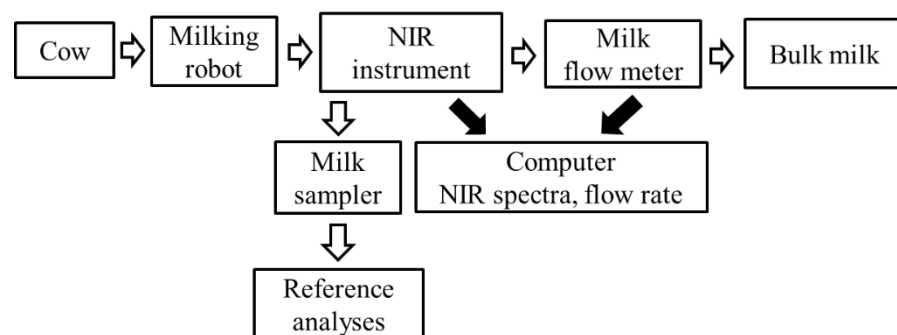 Cow
Milking
robot
NIR
instrument
Milk
flow meter
Bulk milk
Milk
sampler
Computer
NIR spectra, flow rate
Reference
analyses